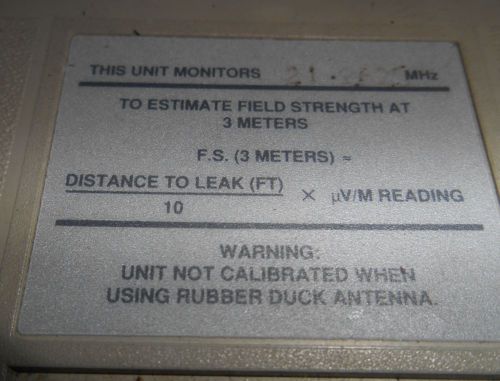 THIS UNIT MONITORS MHz
TO ESTIMATE FIELD STRENGTH AT
3 METERS
F.S. (3 METERS) ≈
DISTANCE TO LEAK (FT)
10
× µV/M READING
WARNING:
UNIT NOT CALIBRATED WHEN
USING RUBBER DUCK ANTENNA.